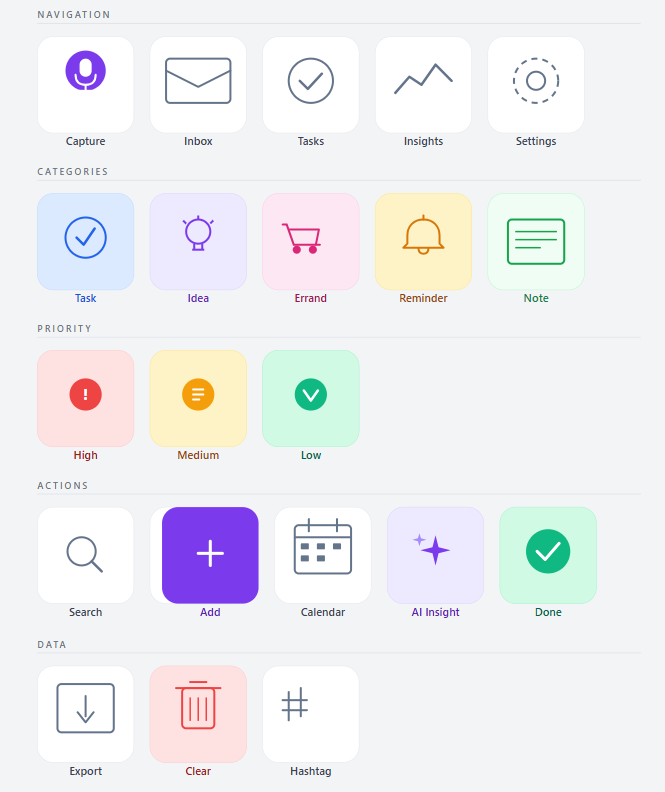 NAVIGATION
Capture Inbox Tasks Insights Settings
CATEGORIES
Task Idea Errand Reminder Note
PRIORITY
!
High Medium Low
ACTIONS
Search Add Calendar AI Insight Done
DATA
#
Export Clear Hashtag